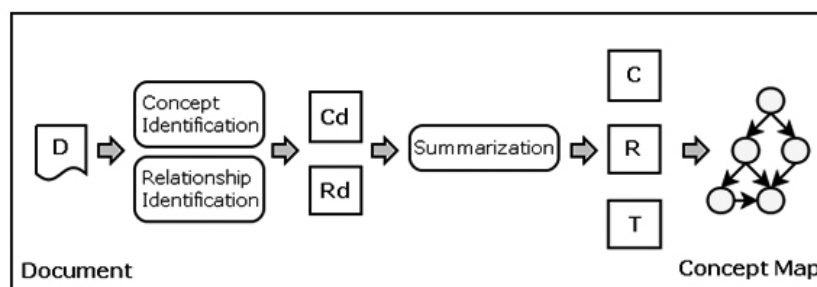 D
Concept
Identification
Relationship
Identification
Cd
Rd
Summarization
C
R
T
Document
Concept Map